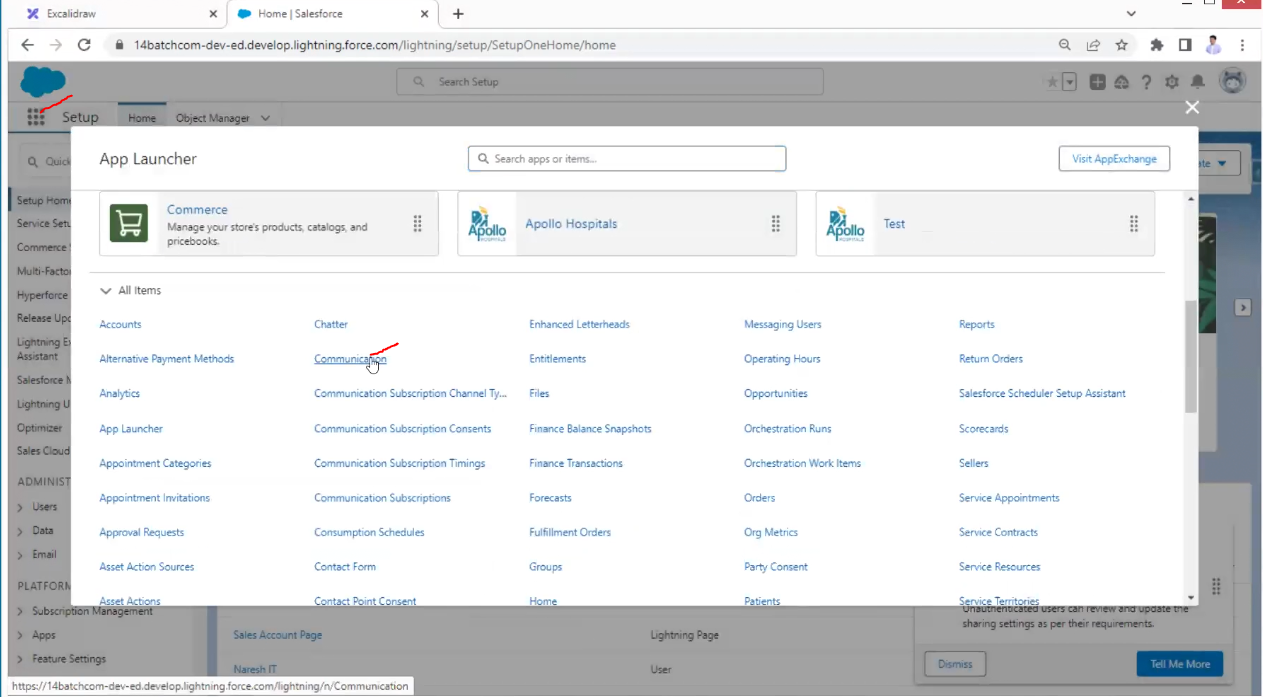 Excalidraw
Home | Salesforce
14batchcom-dev-ed.develop.lightning.force.com/lightning/setup/SetupOneHome/home
Search Setup
Setup
Home
Object Manager
App Launcher
Search apps or items...
Visit AppExchange
Quick
Setup Home
Service Setu
Commerce
Multi-Factor
Hyperforce
Release Upd
Lightning Ex
Assistant
Salesforce M
Lightning U
Optimizer
Sales Cloud
ADMINIST
Users
Data
Email
PLATFORM
Subscription Management
Apps
Feature Settings
Commerce
Manage your store's products, catalogs, and
pricebooks.
Apollo
HOSPITALS
Apollo Hospitals
Apollo
HOSPITALS
Test
All Items
Accounts
Chatter
Enhanced Letterheads
Messaging Users
Reports
Alternative Payment Methods
Communication
Entitlements
Operating Hours
Return Orders
Analytics
Communication Subscription Channel Ty...
Files
Opportunities
Salesforce Scheduler Setup Assistant
App Launcher
Communication Subscription Consents
Finance Balance Snapshots
Orchestration Runs
Scorecards
Appointment Categories
Communication Subscription Timings
Finance Transactions
Orchestration Work Items
Sellers
Appointment Invitations
Communication Subscriptions
Forecasts
Orders
Service Appointments
Approval Requests
Consumption Schedules
Fulfillment Orders
Org Metrics
Service Contracts
Asset Action Sources
Contact Form
Groups
Party Consent
Service Resources
Asset Actions
Contact Point Consent
Home
Patients
Service Territories
Unauthenticated users can review and update the
sharing settings as per their requirements.
Sales Account Page
Lightning Page
Naresh IT
User
Dismiss
Tell Me More
https://14batchcom-dev-ed.develop.lightning.force.com/lightning/n/Communication